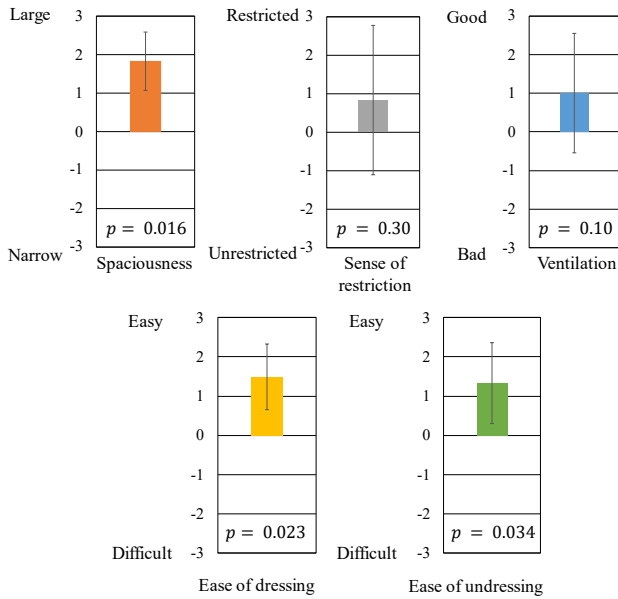 Large
3
2
1
0
-1
-2
-3
Narrow
p = 0.016
Spaciousness
Restricted
3
2
1
0
-1
-2
-3
Unrestricted
p = 0.30
Sense of
restriction
Good
3
2
1
0
-1
-2
-3
Bad
p = 0.10
Ventilation
Easy
3
2
1
0
-1
-2
-3
Difficult
p = 0.023
Ease of dressing
Easy
3
2
1
0
-1
-2
-3
Difficult
p = 0.034
Ease of undressing